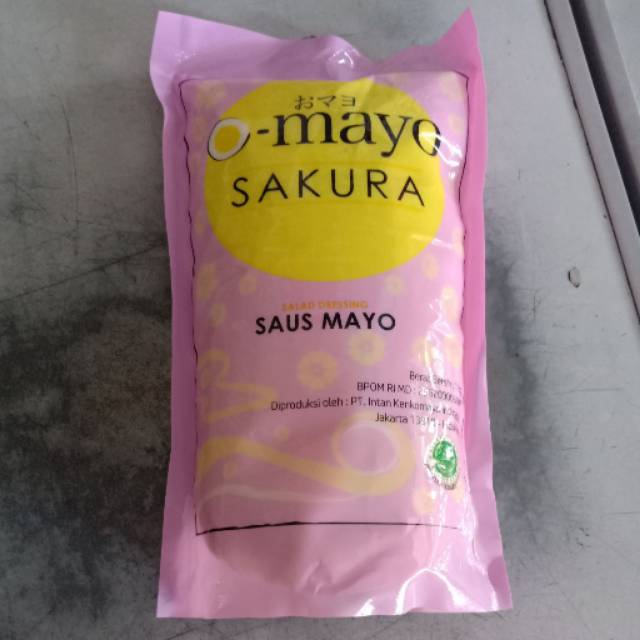 おマヨ
o-mayo
SAKURA
SALAD DRESSING
SAUS MAYO
BPOM RI MD :
Diproduksi oleh : PT. Intan
Jakarta